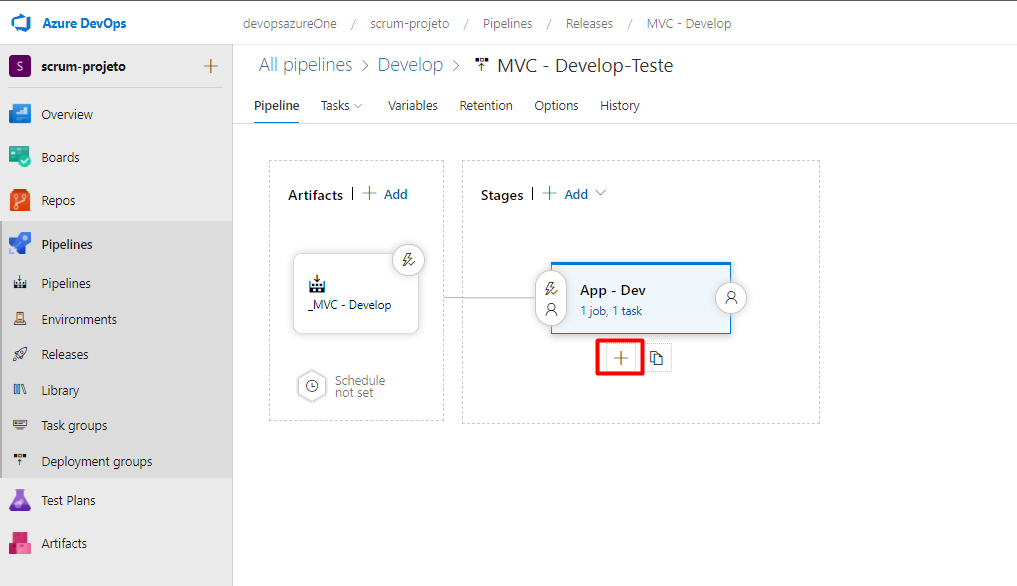 Azure DevOps
devopsazureOne / scrum-projeto / Pipelines / Releases / MVC - Develop
S scrum-projeto
All pipelines > Develop > MVC - Develop-Teste
Pipeline Tasks Variables Retention Options History
Overview
Boards
Repos
Pipelines
Pipelines
Environments
Releases
Library
Task groups
Deployment groups
Test Plans
Artifacts
Artifacts | + Add
_MVC - Develop
Schedule
not set
Stages | + Add
App - Dev
1 job, 1 task